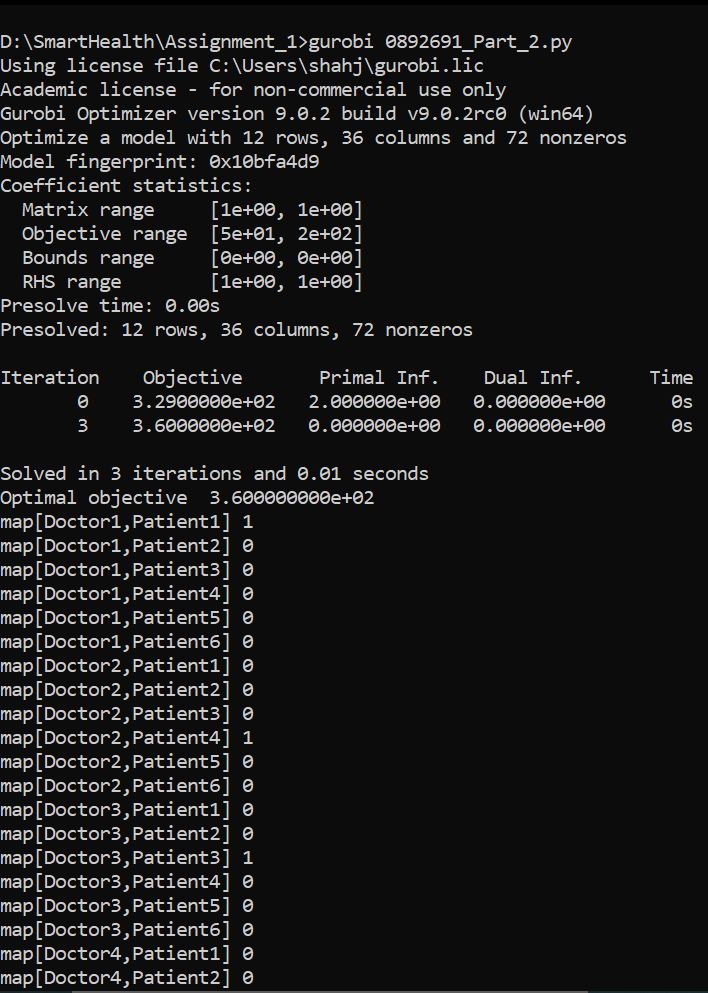 D:\SmartHealth\Assignment_1>gurobi 0892691_Part_2.py
Using license file C:\Users\shahj\gurobi.lic
Academic license - for non-commercial use only
Gurobi Optimizer version 9.0.2 build v9.0.2rc0 (win64)
Optimize a model with 12 rows, 36 columns and 72 nonzeros
Model fingerprint: 0x10bfa4d9
Coefficient statistics:
  Matrix range     [1e+00, 1e+00]
  Objective range  [5e+01, 2e+02]
  Bounds range     [0e+00, 0e+00]
  RHS range        [1e+00, 1e+00]
Presolve time: 0.00s
Presolved: 12 rows, 36 columns, 72 nonzeros
Iteration    Objective       Primal Inf.    Dual Inf.      Time
       0    3.2900000e+02   2.000000e+00   0.000000e+00      0s
       3    3.6000000e+02   0.000000e+00   0.000000e+00      0s
Solved in 3 iterations and 0.01 seconds
Optimal objective  3.600000000e+02
map[Doctor1,Patient1] 1
map[Doctor1,Patient2] 0
map[Doctor1,Patient3] 0
map[Doctor1,Patient4] 0
map[Doctor1,Patient5] 0
map[Doctor1,Patient6] 0
map[Doctor2,Patient1] 0
map[Doctor2,Patient2] 0
map[Doctor2,Patient3] 0
map[Doctor2,Patient4] 1
map[Doctor2,Patient5] 0
map[Doctor2,Patient6] 0
map[Doctor3,Patient1] 0
map[Doctor3,Patient2] 0
map[Doctor3,Patient3] 1
map[Doctor3,Patient4] 0
map[Doctor3,Patient5] 0
map[Doctor3,Patient6] 0
map[Doctor4,Patient1] 0
map[Doctor4,Patient2] 0